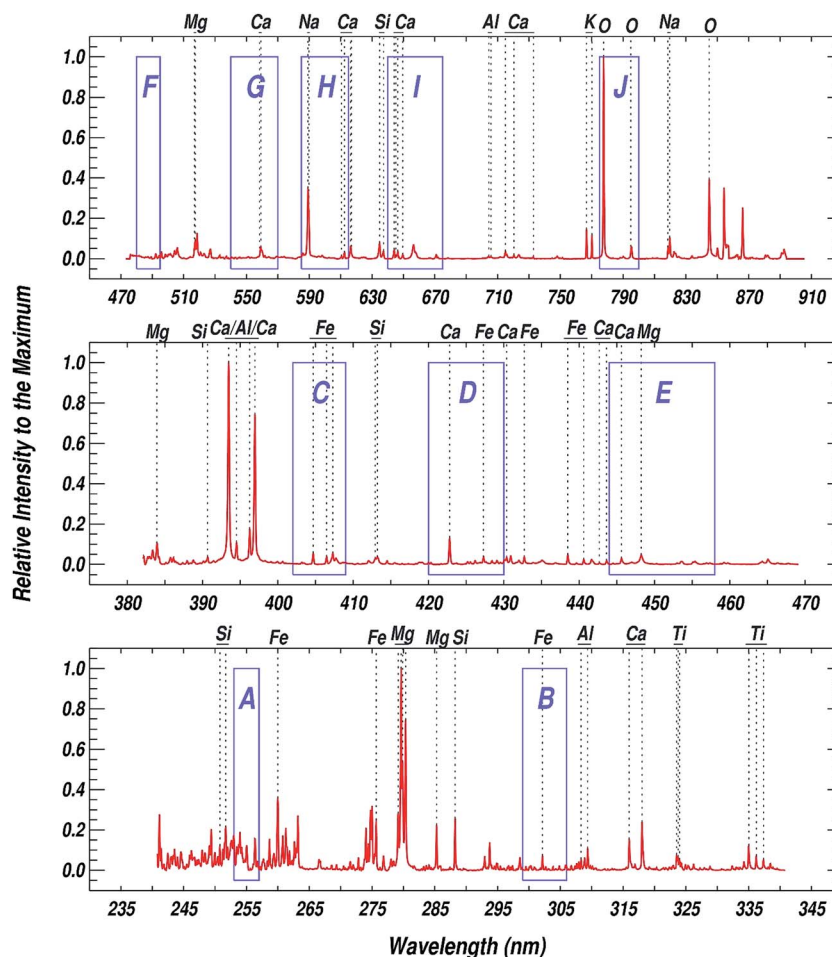 Mg Ca Na Ca Si Ca Al Ca K O O Na O
1.0
0.8
0.6
0.4
0.2
0.0
F G H I J
470 510 550 590 630 670 710 750 790 830 870 910
Mg Si Ca/Al/Ca Fe Si Ca Fe Ca Fe Fe Ca Ca Mg
1.0
0.8
0.6
0.4
0.2
0.0
C D E
380 390 400 410 420 430 440 450 460 470
Si Fe Fe Mg Mg Si Fe Al Ca Ti Ti
1.0
0.8
0.6
0.4
0.2
0.0
A B
235 245 255 265 275 285 295 305 315 325 335 345
Relative Intensity to the Maximum
Wavelength (nm)